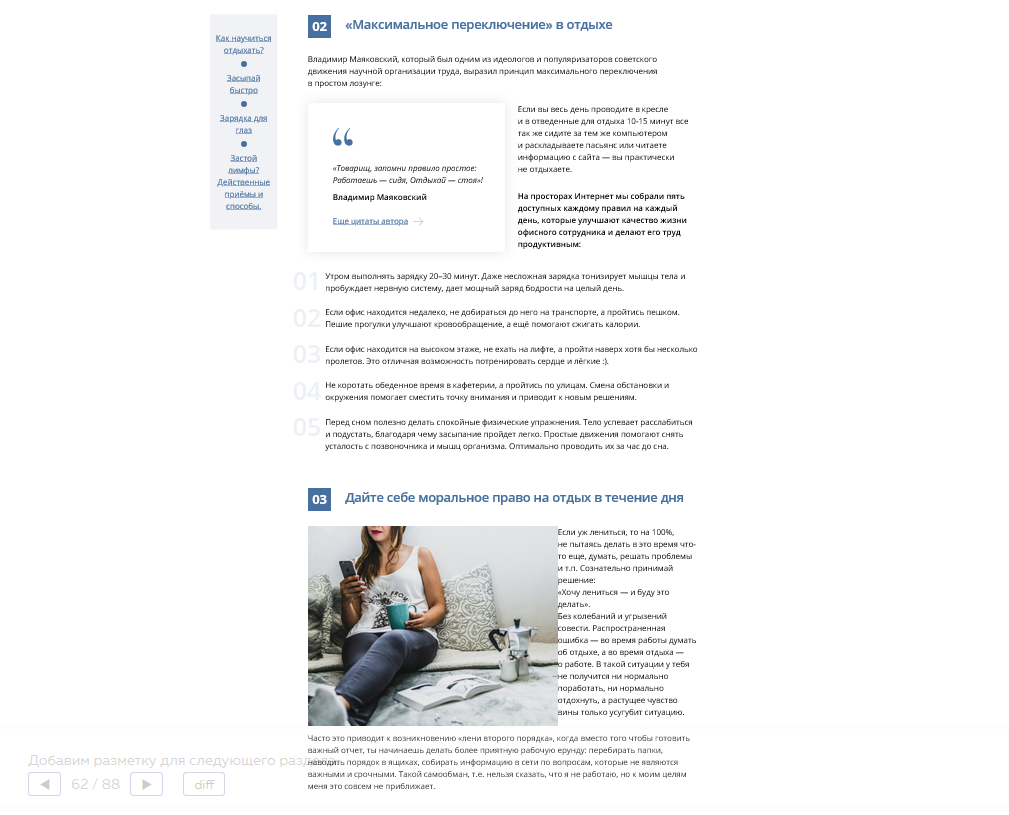 Как научиться
отдыхать?
Засыпай
быстро
Зарядка для
глаз
Застой
лимфы?
Действенные
приёмы и
способы.
02 «Максимальное переключение» в отдыхе
Владимир Маяковский, который был одним из идеологов и популяризаторов советского
движения научной организации труда, выразил принцип максимального переключения
в простом лозунге:
“
«Товарищ, запомни правило простое:
Работаешь — сидя, Отдыхай — стоя»!
Владимир Маяковский
Еще цитаты автора →
Если вы весь день проводите в кресле
и в отведенные для отдыха 10-15 минут все
так же сидите за тем же компьютером
и раскладываете пасьянс или читаете
информацию с сайта — вы практически
не отдыхаете.
На просторах Интернет мы собрали пять
доступных каждому правил на каждый
день, которые улучшают качество жизни
офисного сотрудника и делают его труд
продуктивным:
01 Утром выполнять зарядку 20–30 минут. Даже несложная зарядка тонизирует мышцы тела и
пробуждает нервную систему, дает мощный заряд бодрости на целый день.
02 Если офис находится недалеко, не добираться до него на транспорте, а пройтись пешком.
Пешие прогулки улучшают кровообращение, а ещё помогают сжигать калории.
03 Если офис находится на высоком этаже, не ехать на лифте, а пройти наверх хотя бы несколько
пролетов. Это отличная возможность потренировать сердце и лёгкие :).
04 Не коротать обеденное время в кафетерии, а пройтись по улицам. Смена обстановки и
окружения помогает сместить точку внимания и приводит к новым решениям.
05 Перед сном полезно делать спокойные физические упражнения. Тело успевает расслабиться
и подустать, благодаря чему засыпание пройдет легко. Простые движения помогают снять
усталость с позвоночника и мышц организма. Оптимально проводить их за час до сна.
03 Дайте себе моральное право на отдых в течение дня
Если уж лениться, то на 100%,
не пытаясь делать в это время что-
то еще, думать, решать проблемы
и т.п. Сознательно принимай
решение:
«Хочу лениться — и буду это
делать».
Без колебаний и угрызений
совести. Распространенная
ошибка — во время работы думать
об отдыхе, а во время отдыха —
о работе. В такой ситуации у тебя
не получится ни нормально
поработать, ни нормально
отдохнуть, а растущее чувство
вины только усугубит ситуацию.
Часто это приводит к возникновению «лени второго порядка», когда вместо того чтобы готовить
важный отчет, ты начинаешь делать более приятную рабочую ерунду: перебирать папки,
наводить порядок в ящиках, собирать информацию в сети по вопросам, которые не являются
важными и срочными. Такой самообман, т.е. нельзя сказать, что я не работаю, но к моим целям
меня это совсем не приближает.
Добавим разметку для следующего раздела
62 / 88
diff